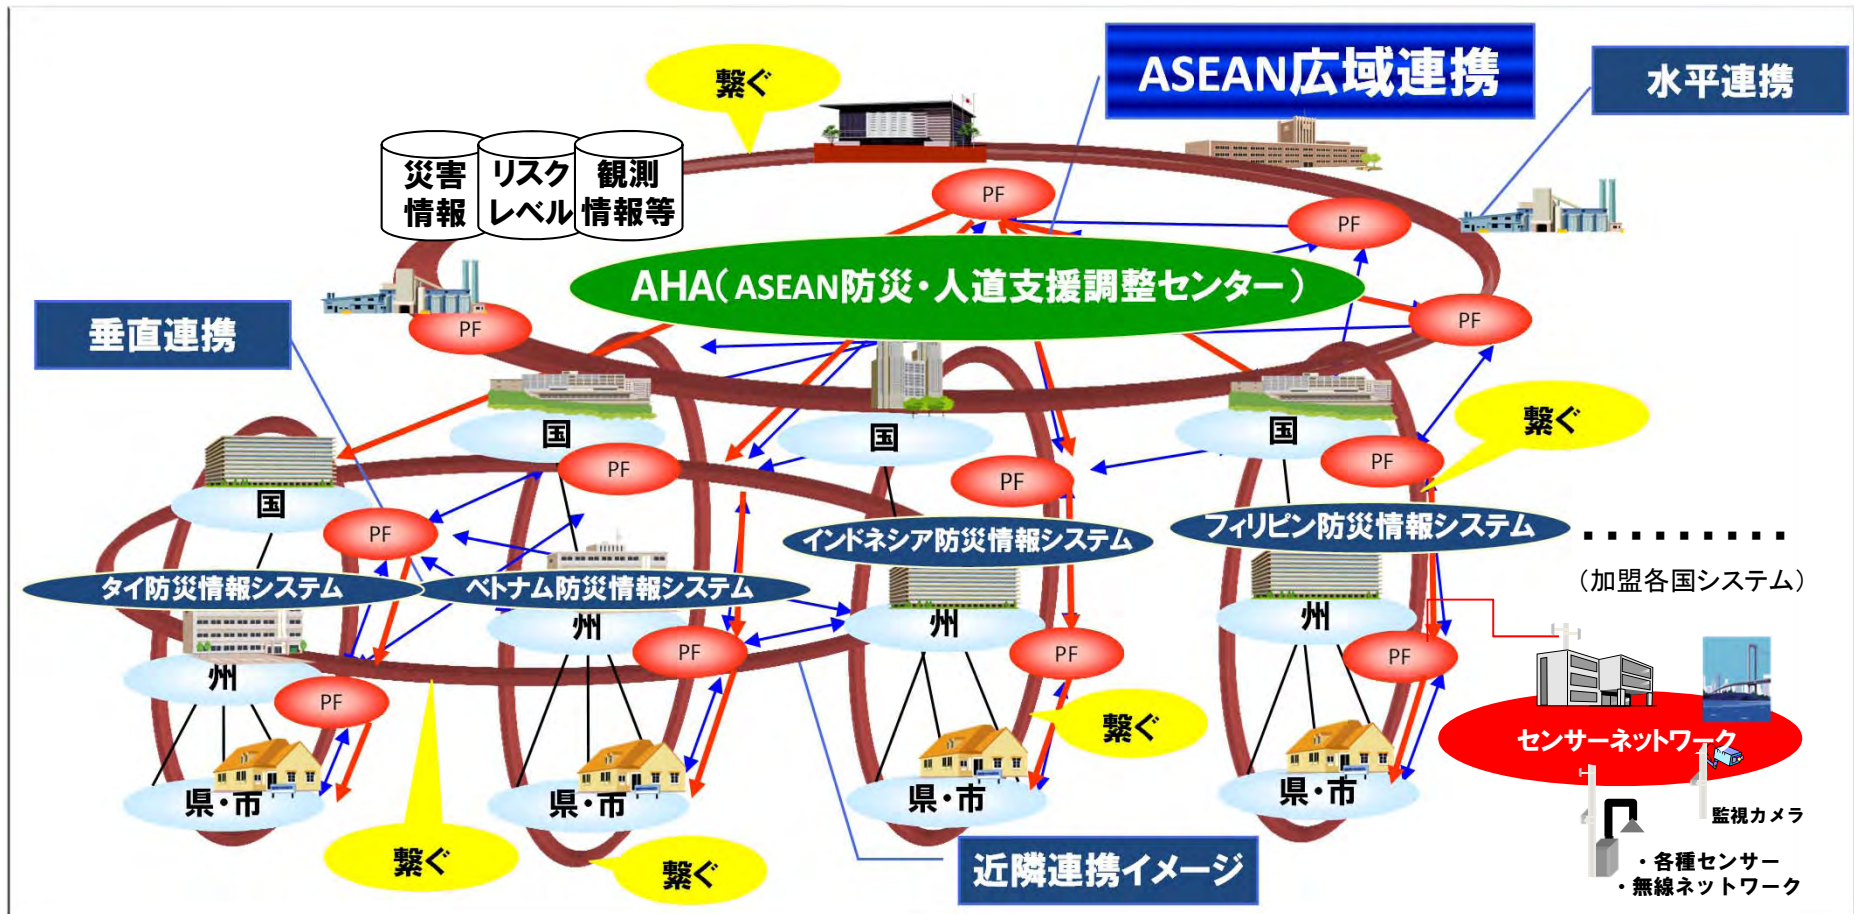 ASEAN広域連携
水平連携
繋ぐ
災害
情報
リスク
レベル
観測
情報等
PF
PF
AHA(ASEAN防災・人道支援調整センター)
PF
PF
垂直連携
繋ぐ
国
国
国
国
PF
PF
PF
PF
タイ防災情報システム
ベトナム防災情報システム
インドネシア防災情報システム
フィリピン防災情報システム
・・・・・・・・・
(加盟各国システム)
州
州
州
州
PF
PF
PF
PF
繋ぐ
センサーネットワーク
県・市
県・市
県・市
県・市
監視カメラ
繋ぐ
繋ぐ
近隣連携イメージ
・各種センサー
・無線ネットワーク